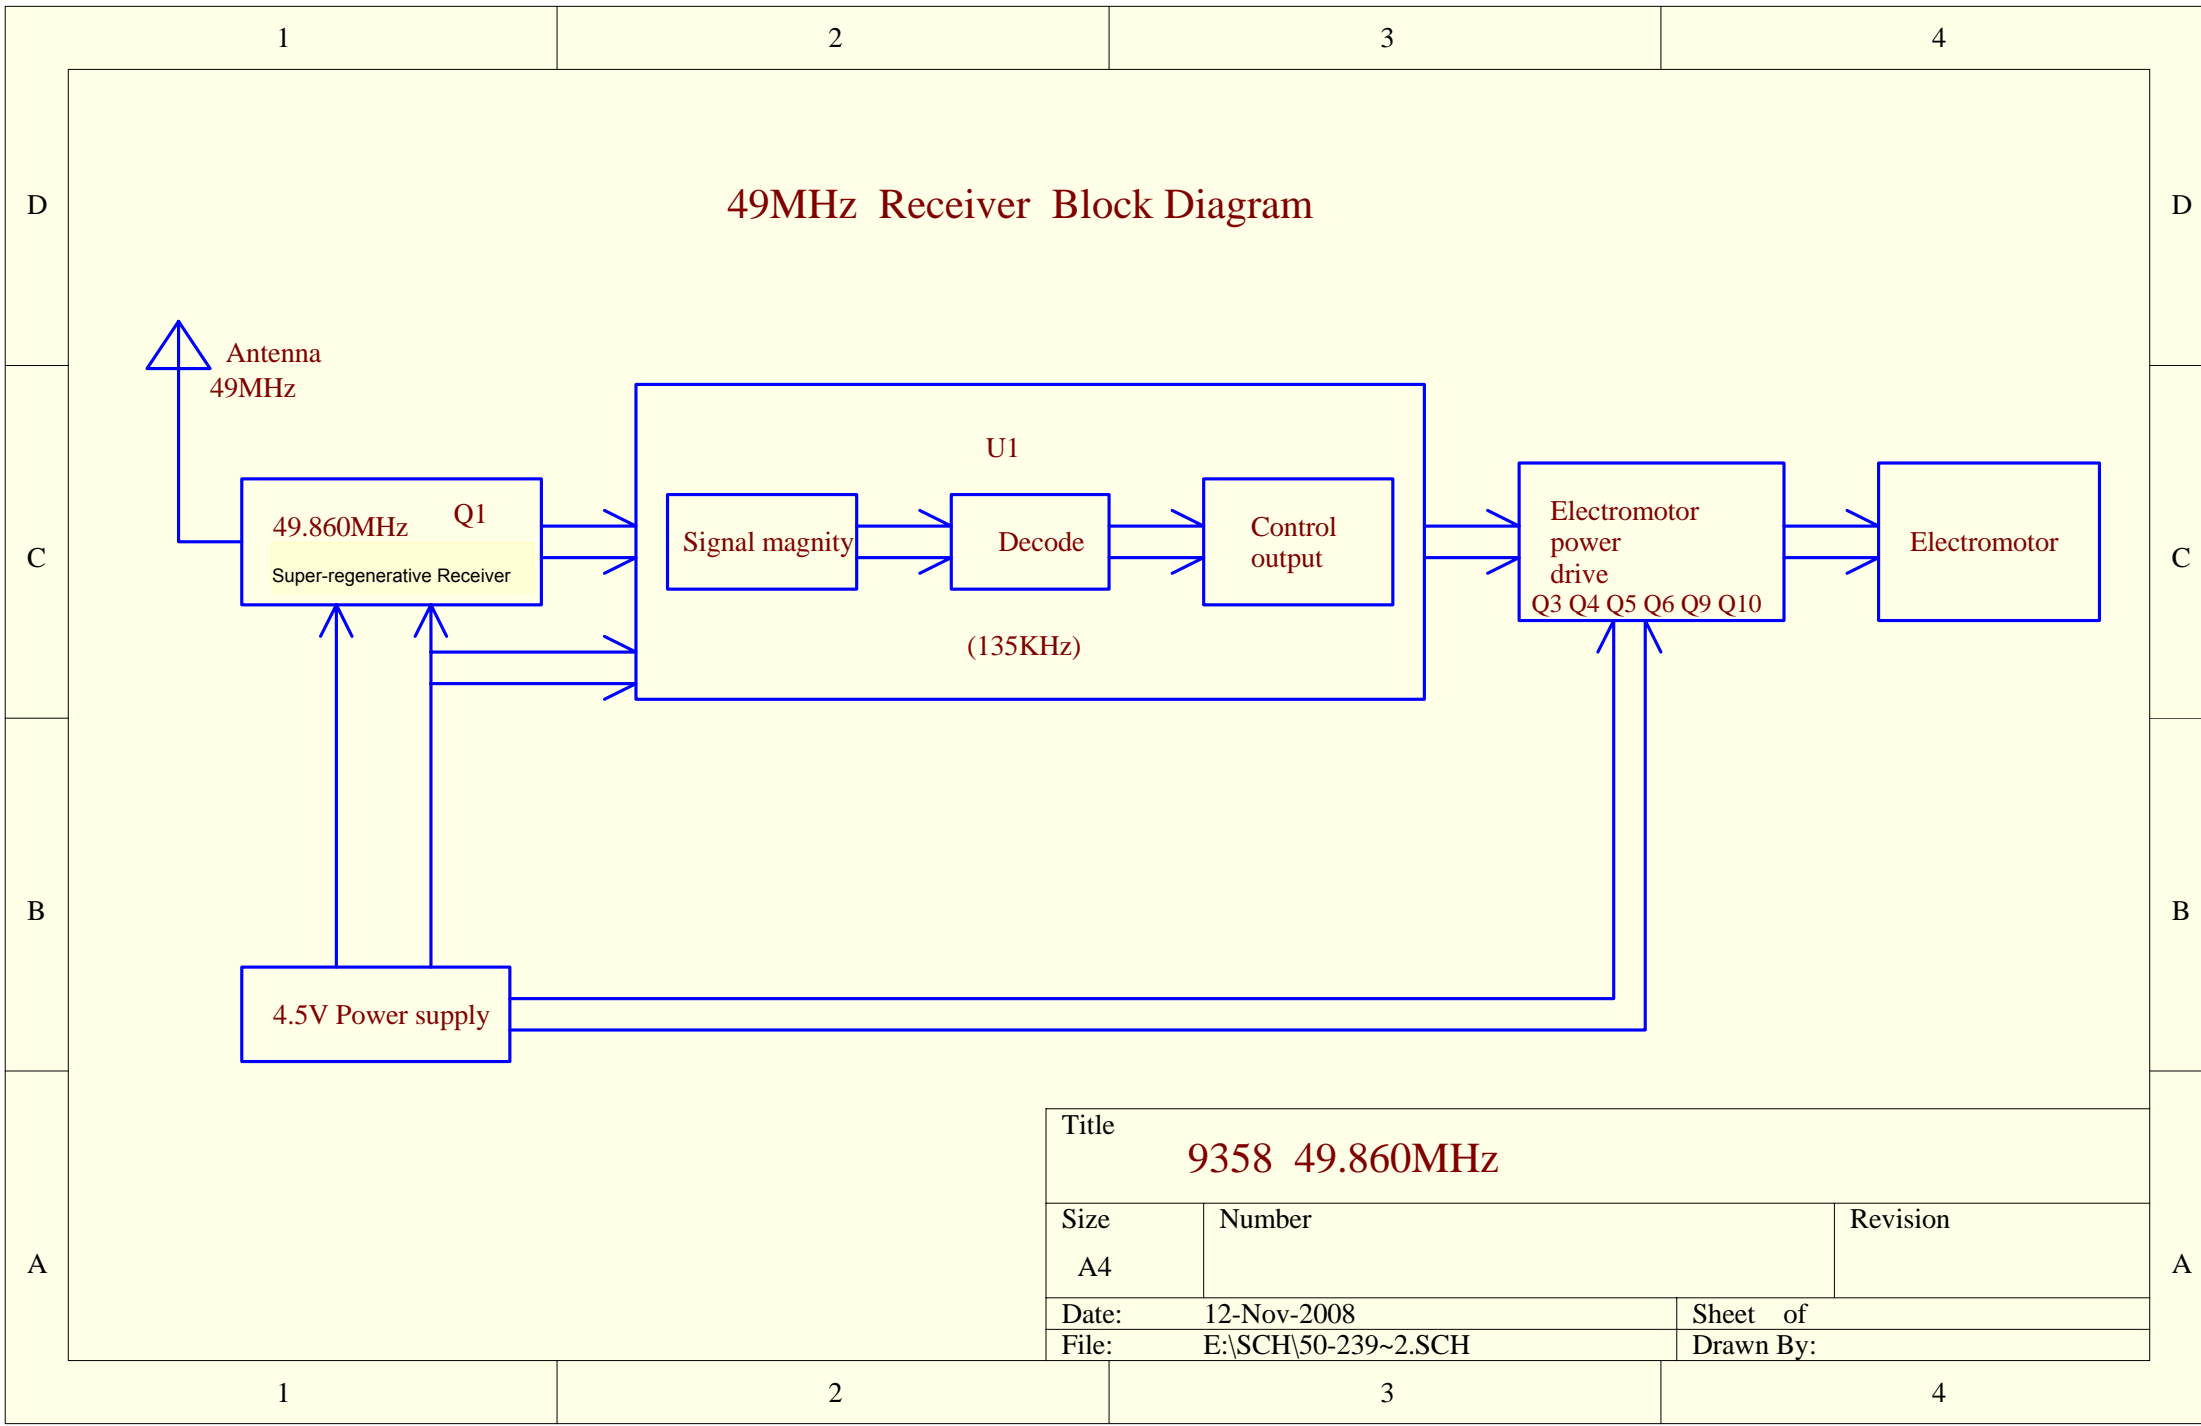 1 2 3 4
D D
49MHz Receiver Block Diagram
Antenna
49MHz
U1
49.860MHz Q1
Super-regenerative Receiver
Signal magnity
Decode
Control
output
Electromotor
power
drive
Q3 Q4 Q5 Q6 Q9 Q10
Electromotor
C C
(135KHz)
B B
4.5V Power supply
Title
9358 49.860MHz
Size Number Revision
A4
A A
Date: 12-Nov-2008 Sheet of
File: E:\SCH\50-239~2.SCH Drawn By:
1 2 3 4